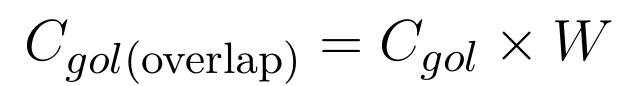 C_{gol(overlap)} = C_{gol} × W